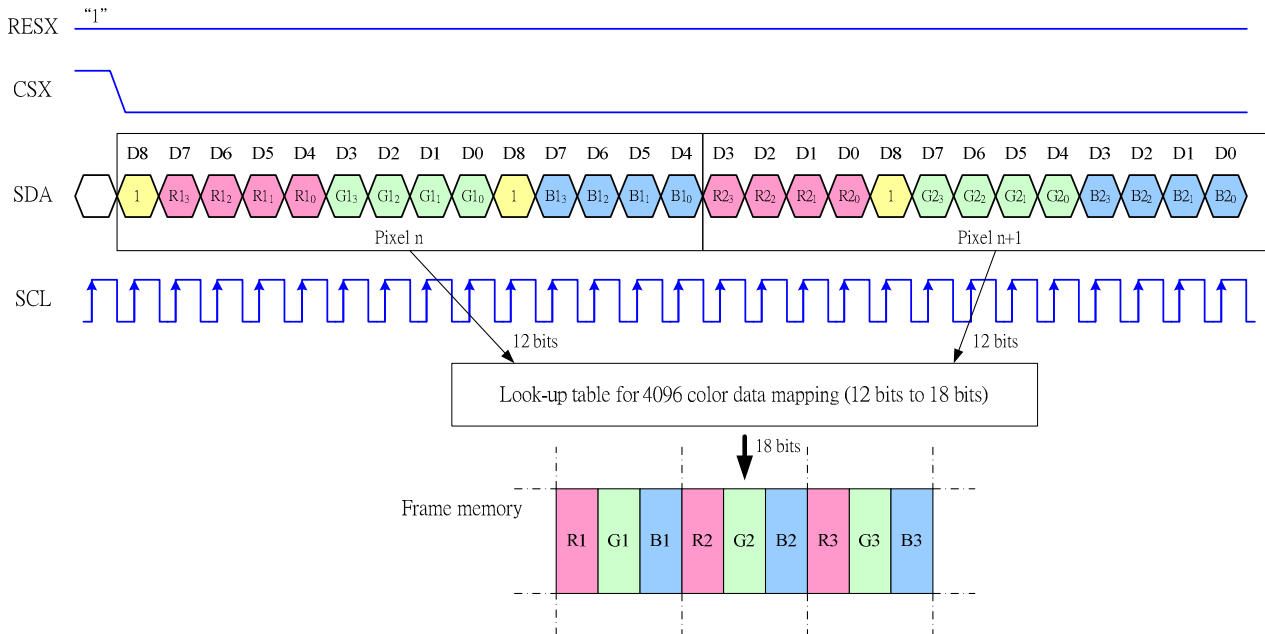 RESX “1”
CSX
D8 D7 D6 D5 D4 D3 D2 D1 D0 D8 D7 D6 D5 D4 D3 D2 D1 D0 D8 D7 D6 D5 D4 D3 D2 D1 D0
SDA 1 R1₃ R1₂ R1₁ R1₀ G1₃ G1₂ G1₁ G1₀ 1 B1₃ B1₂ B1₁ B1₀ R2₃ R2₂ R2₁ R2₀ 1 G2₃ G2₂ G2₁ G2₀ B2₃ B2₂ B2₁ B2₀
Pixel n Pixel n+1
SCL
12 bits 12 bits
Look-up table for 4096 color data mapping (12 bits to 18 bits)
18 bits
Frame memory
R1 G1 B1 R2 G2 B2 R3 G3 B3